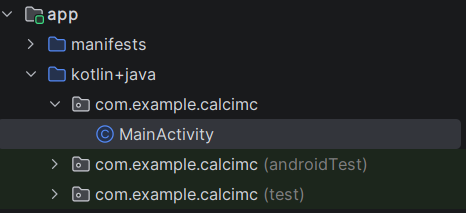 app
manifests
kotlin+java
com.example.calcimc
MainActivity
com.example.calcimc (androidTest)
com.example.calcimc (test)